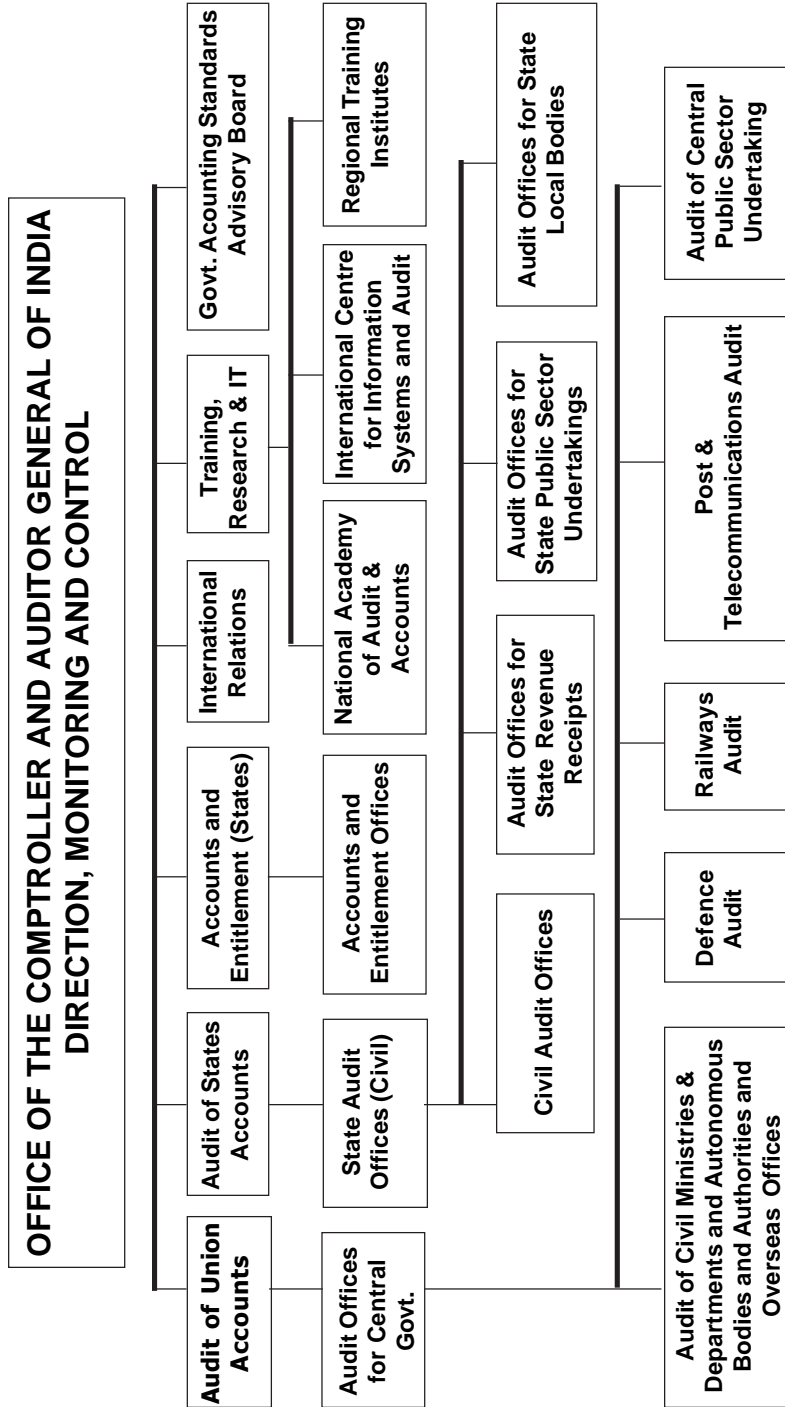 OFFICE OF THE COMPTROLLER AND AUDITOR GENERAL OF INDIA
DIRECTION, MONITORING AND CONTROL
Audit of Union
Accounts
Audit of States
Accounts
Accounts and
Entitlement (States)
International
Relations
Training,
Research & IT
Govt. Acounting Standards
Advisory Board
Audit Offices
for Central
Govt.
State Audit
Offices (Civil)
Accounts and
Entitlement Offices
National Academy
of Audit &
Accounts
International Centre
for Information
Systems and Audit
Regional Training
Institutes
Civil Audit Offices
Audit Offices for
State Revenue
Receipts
Audit Offices for
State Public Sector
Undertakings
Audit Offices for State
Local Bodies
Audit of Civil Ministries &
Departments and Autonomous
Bodies and Authorities and
Overseas Offices
Defence
Audit
Railways
Audit
Post &
Telecommunications Audit
Audit of Central
Public Sector
Undertaking